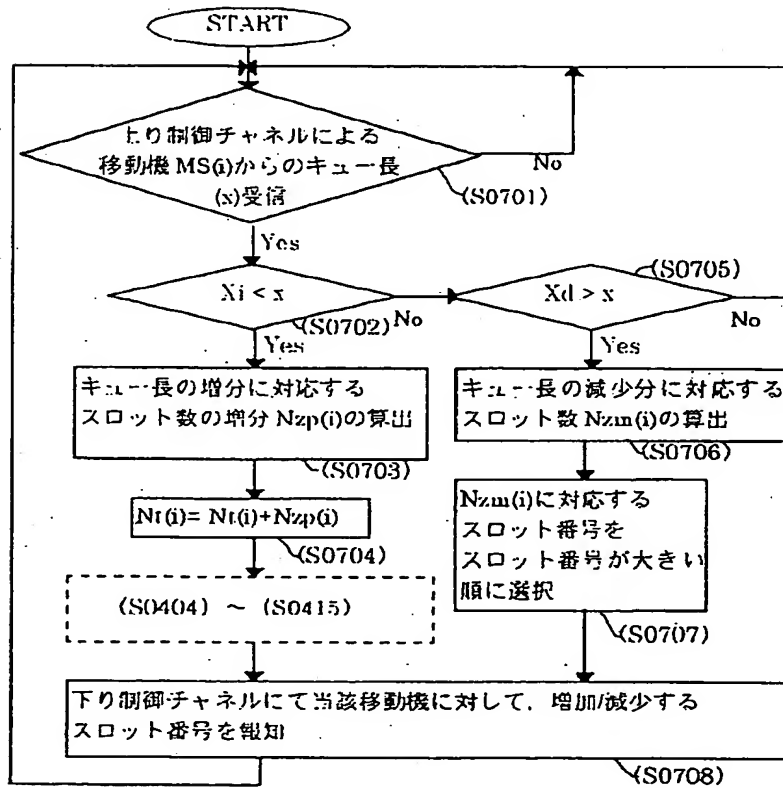 START
上り制御チャネルによる
移動機 MS(i)からのキュー長
(x)受信
No
(S0701)
Yes
Xi < x
(S0702)
No
Yes
Xd > x
(S0705)
No
Yes
キュー長の増分に対応する
スロット数の増分 Nzp(i)の算出
(S0703)
キュー長の減少分に対応する
スロット数 Nzm(i)の算出
(S0706)
Nt(i)= Nt(i)+Nzp(i)
(S0704)
Nzm(i)に対応する
スロット番号を
スロット番号が大きい
順に選択
(S0707)
(S0404) ～ (S0415)
下り制御チャネルにて当該移動機に対して，増加/減少する
スロット番号を報知
(S0708)